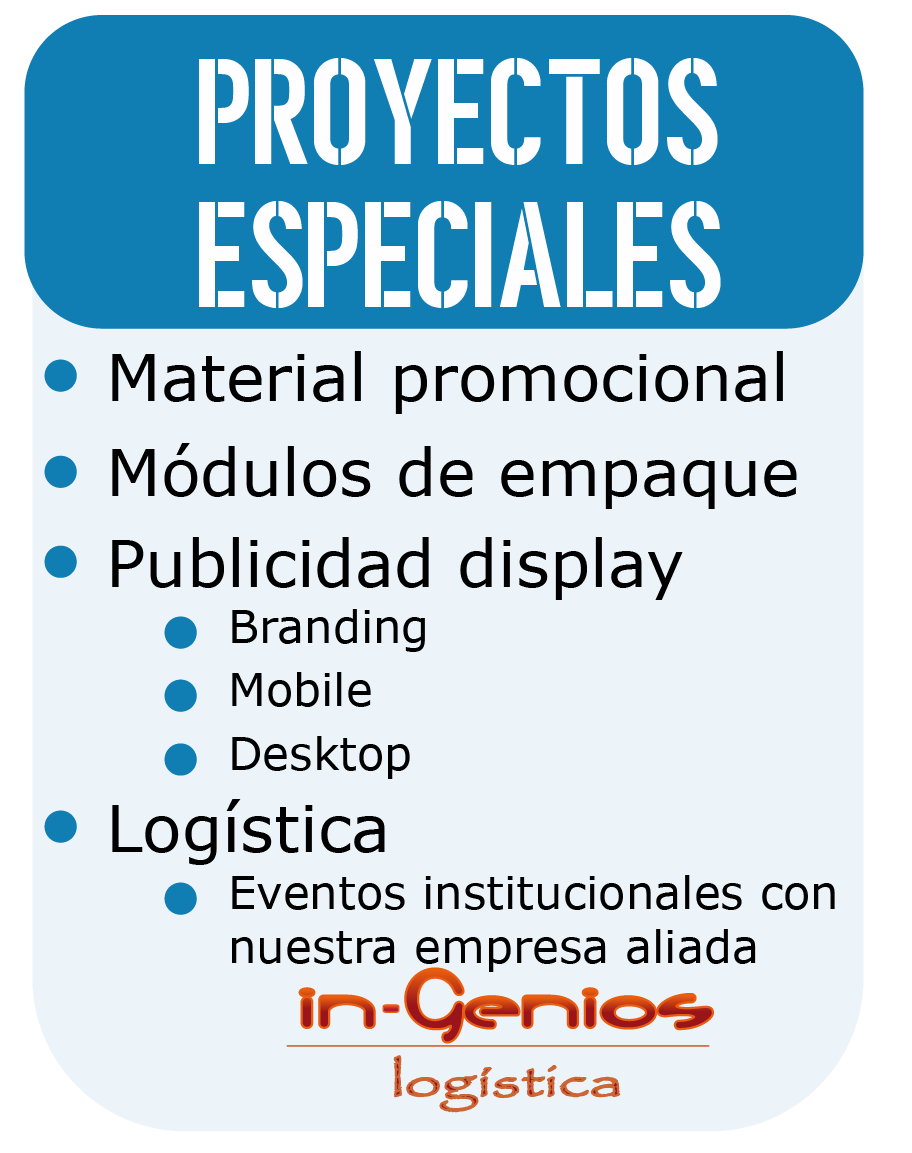 PROYECTOS
ESPECIALES
Material promocional
Módulos de empaque
Publicidad display
Branding
Mobile
Desktop
Logística
Eventos institucionales con
nuestra empresa aliada
in-Genios
logística